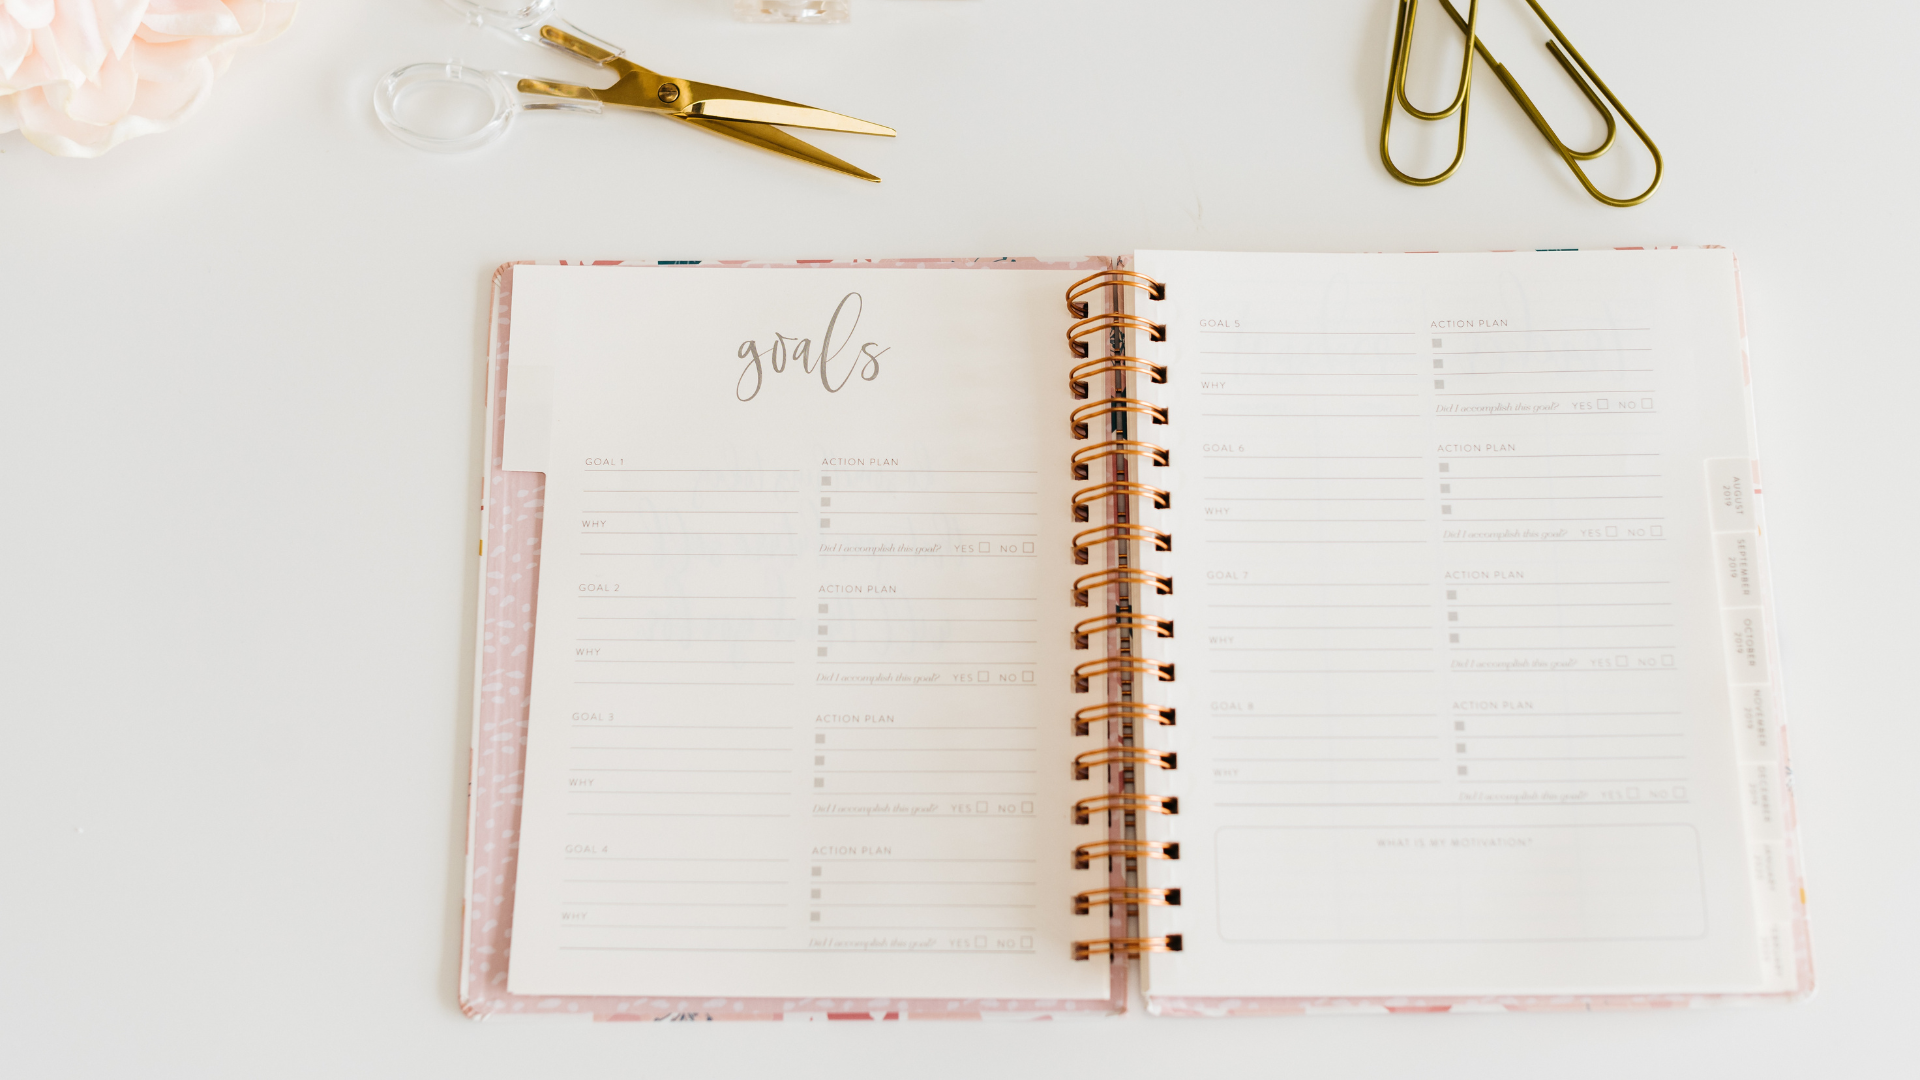 goals
GOAL 1 ACTION PLAN
WHY
Did I accomplish this goal? YES NO
GOAL 2 ACTION PLAN
WHY
Did I accomplish this goal? YES NO
GOAL 3 ACTION PLAN
WHY
Did I accomplish this goal? YES NO
GOAL 4 ACTION PLAN
WHY
Did I accomplish this goal? YES NO
GOAL 5 ACTION PLAN
WHY
Did I accomplish this goal? YES NO
GOAL 6 ACTION PLAN
WHY
Did I accomplish this goal? YES NO
GOAL 7 ACTION PLAN
WHY
Did I accomplish this goal? YES NO
GOAL 8 ACTION PLAN
WHY
Did I accomplish this goal? YES NO
WHAT IS MY MOTIVATION?
AUGUST
2019
SEPTEMBER
2019
OCTOBER
2019
NOVEMBER
2019
DECEMBER
2019